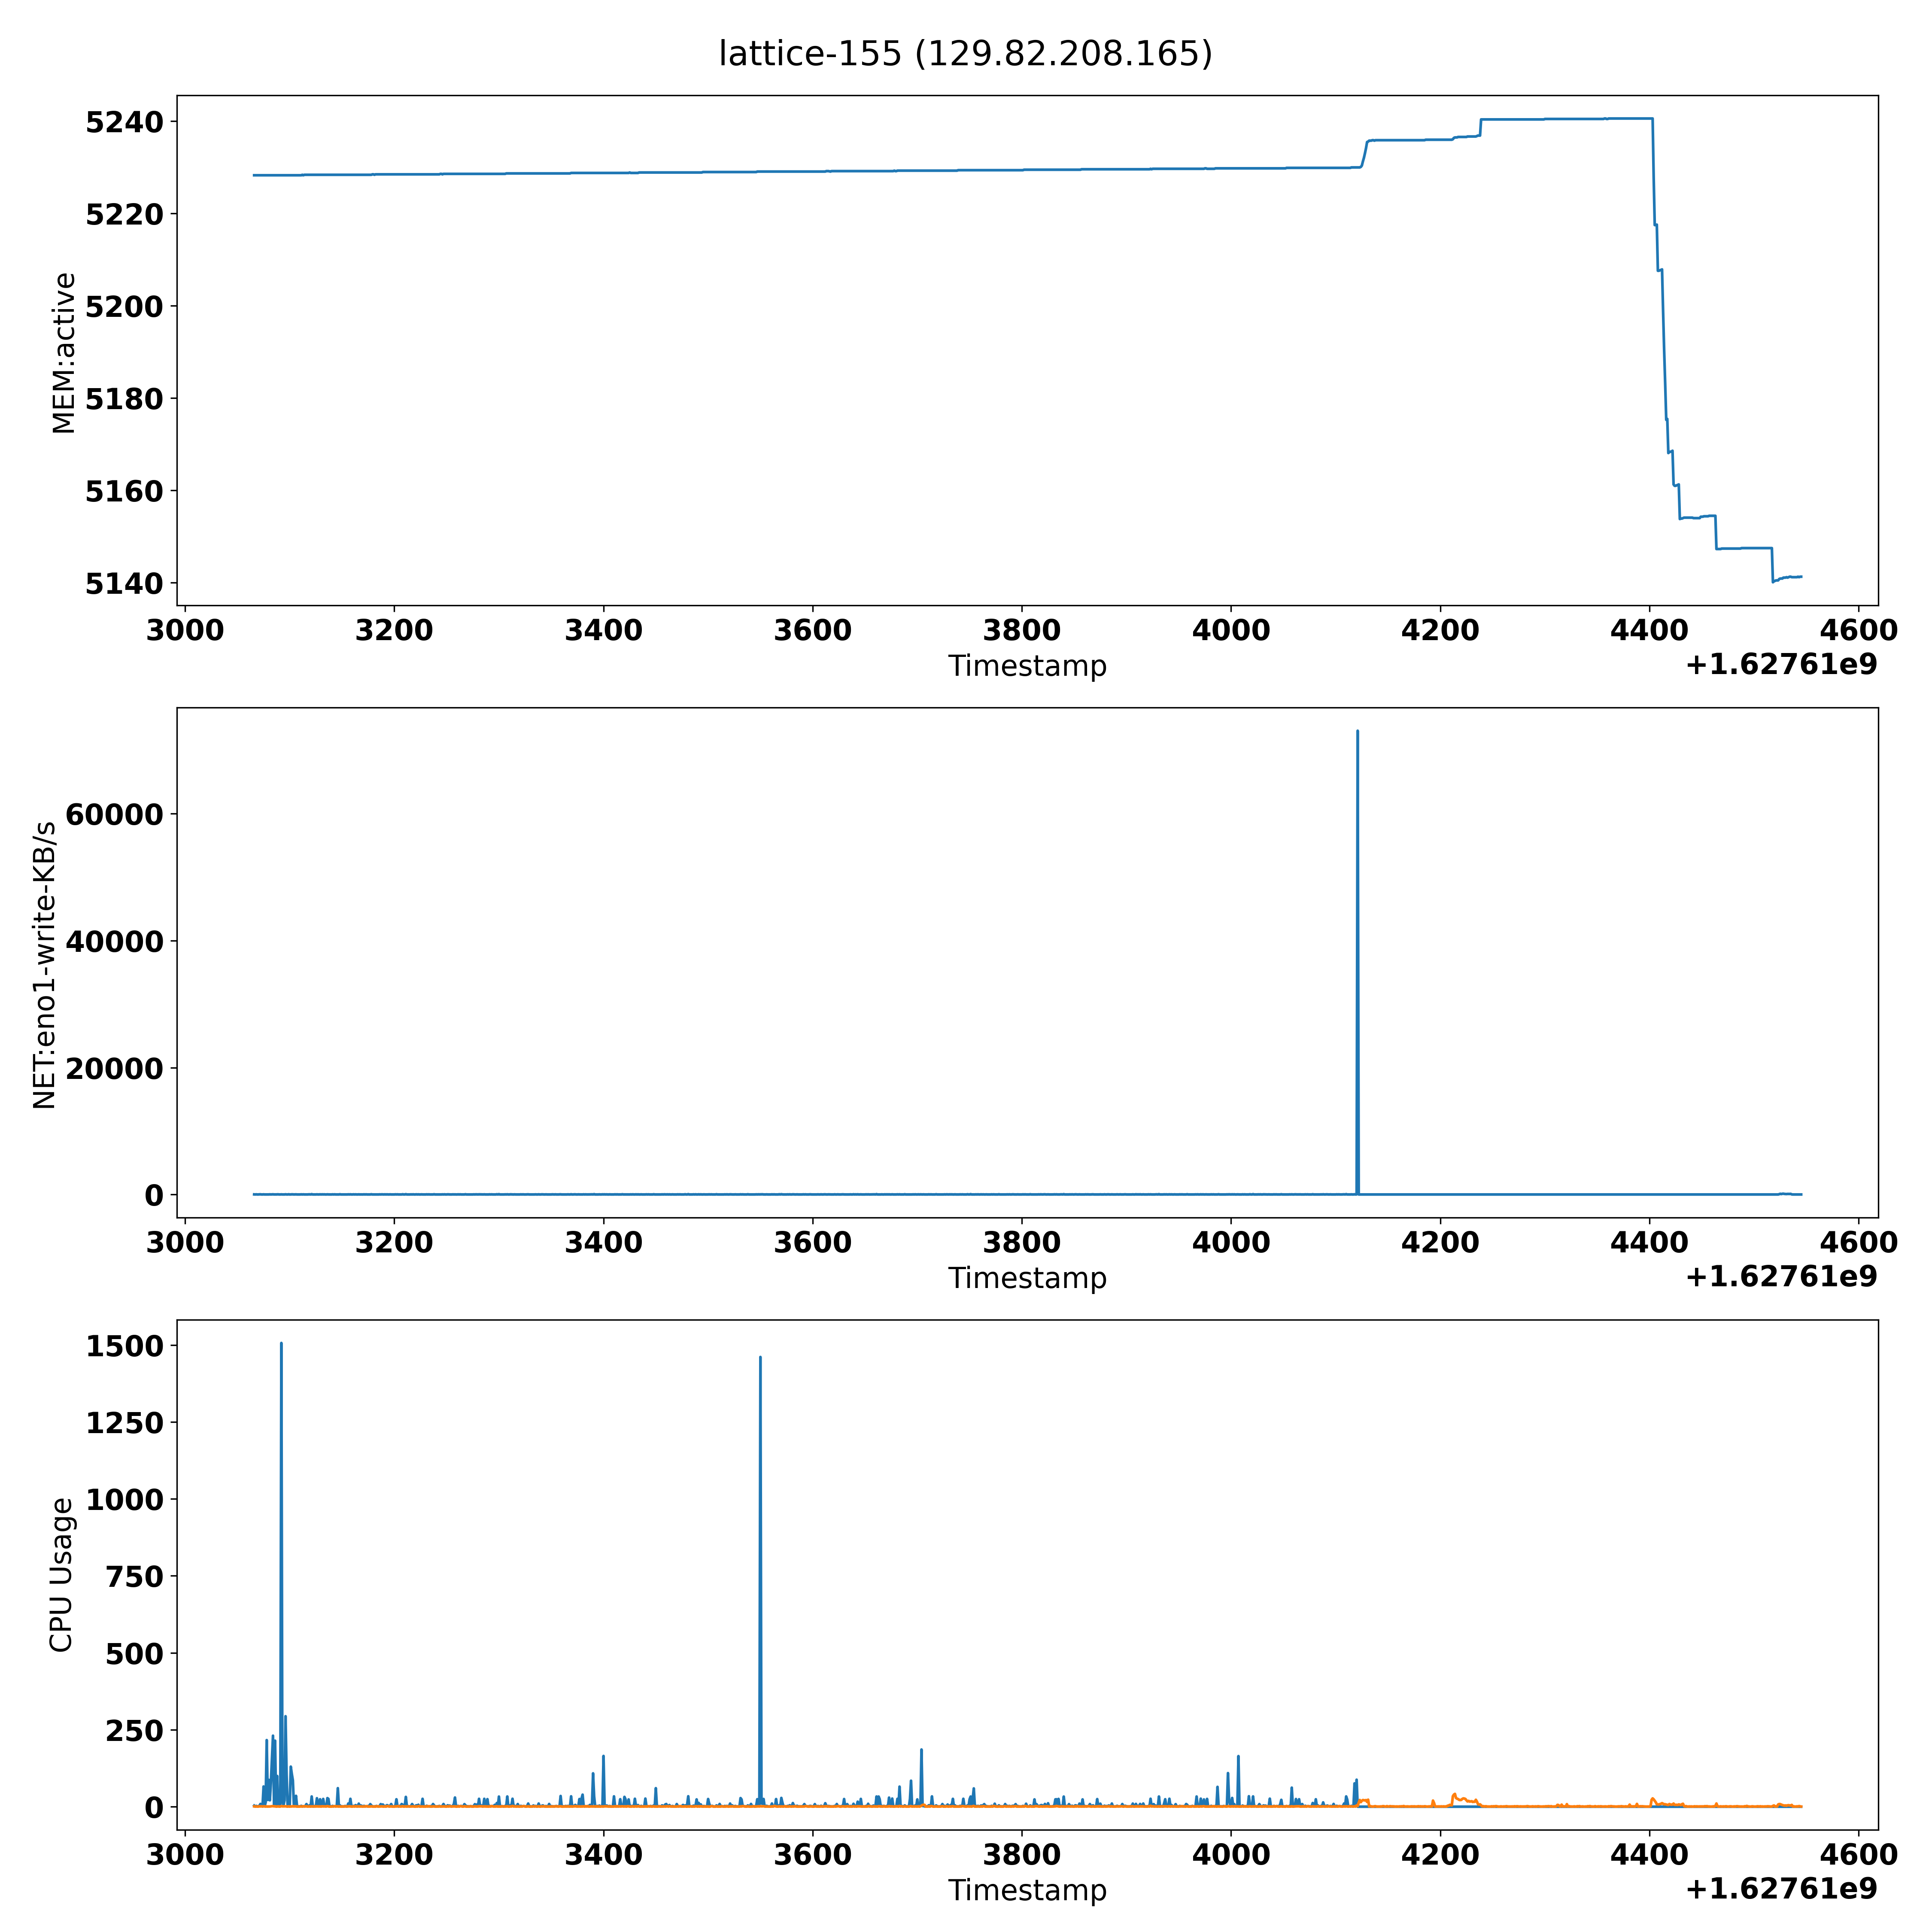 lattice-155 (129.82.208.165)
5240
5220
5200
5180
5160
5140
MEM:active
3000 3200 3400 3600 3800 4000 4200 4400 4600
Timestamp
+1.62761e9
60000
40000
20000
0
NET:eno1-write-KB/s
3000 3200 3400 3600 3800 4000 4200 4400 4600
Timestamp
+1.62761e9
1500
1250
1000
750
500
250
0
CPU Usage
3000 3200 3400 3600 3800 4000 4200 4400 4600
Timestamp
+1.62761e9